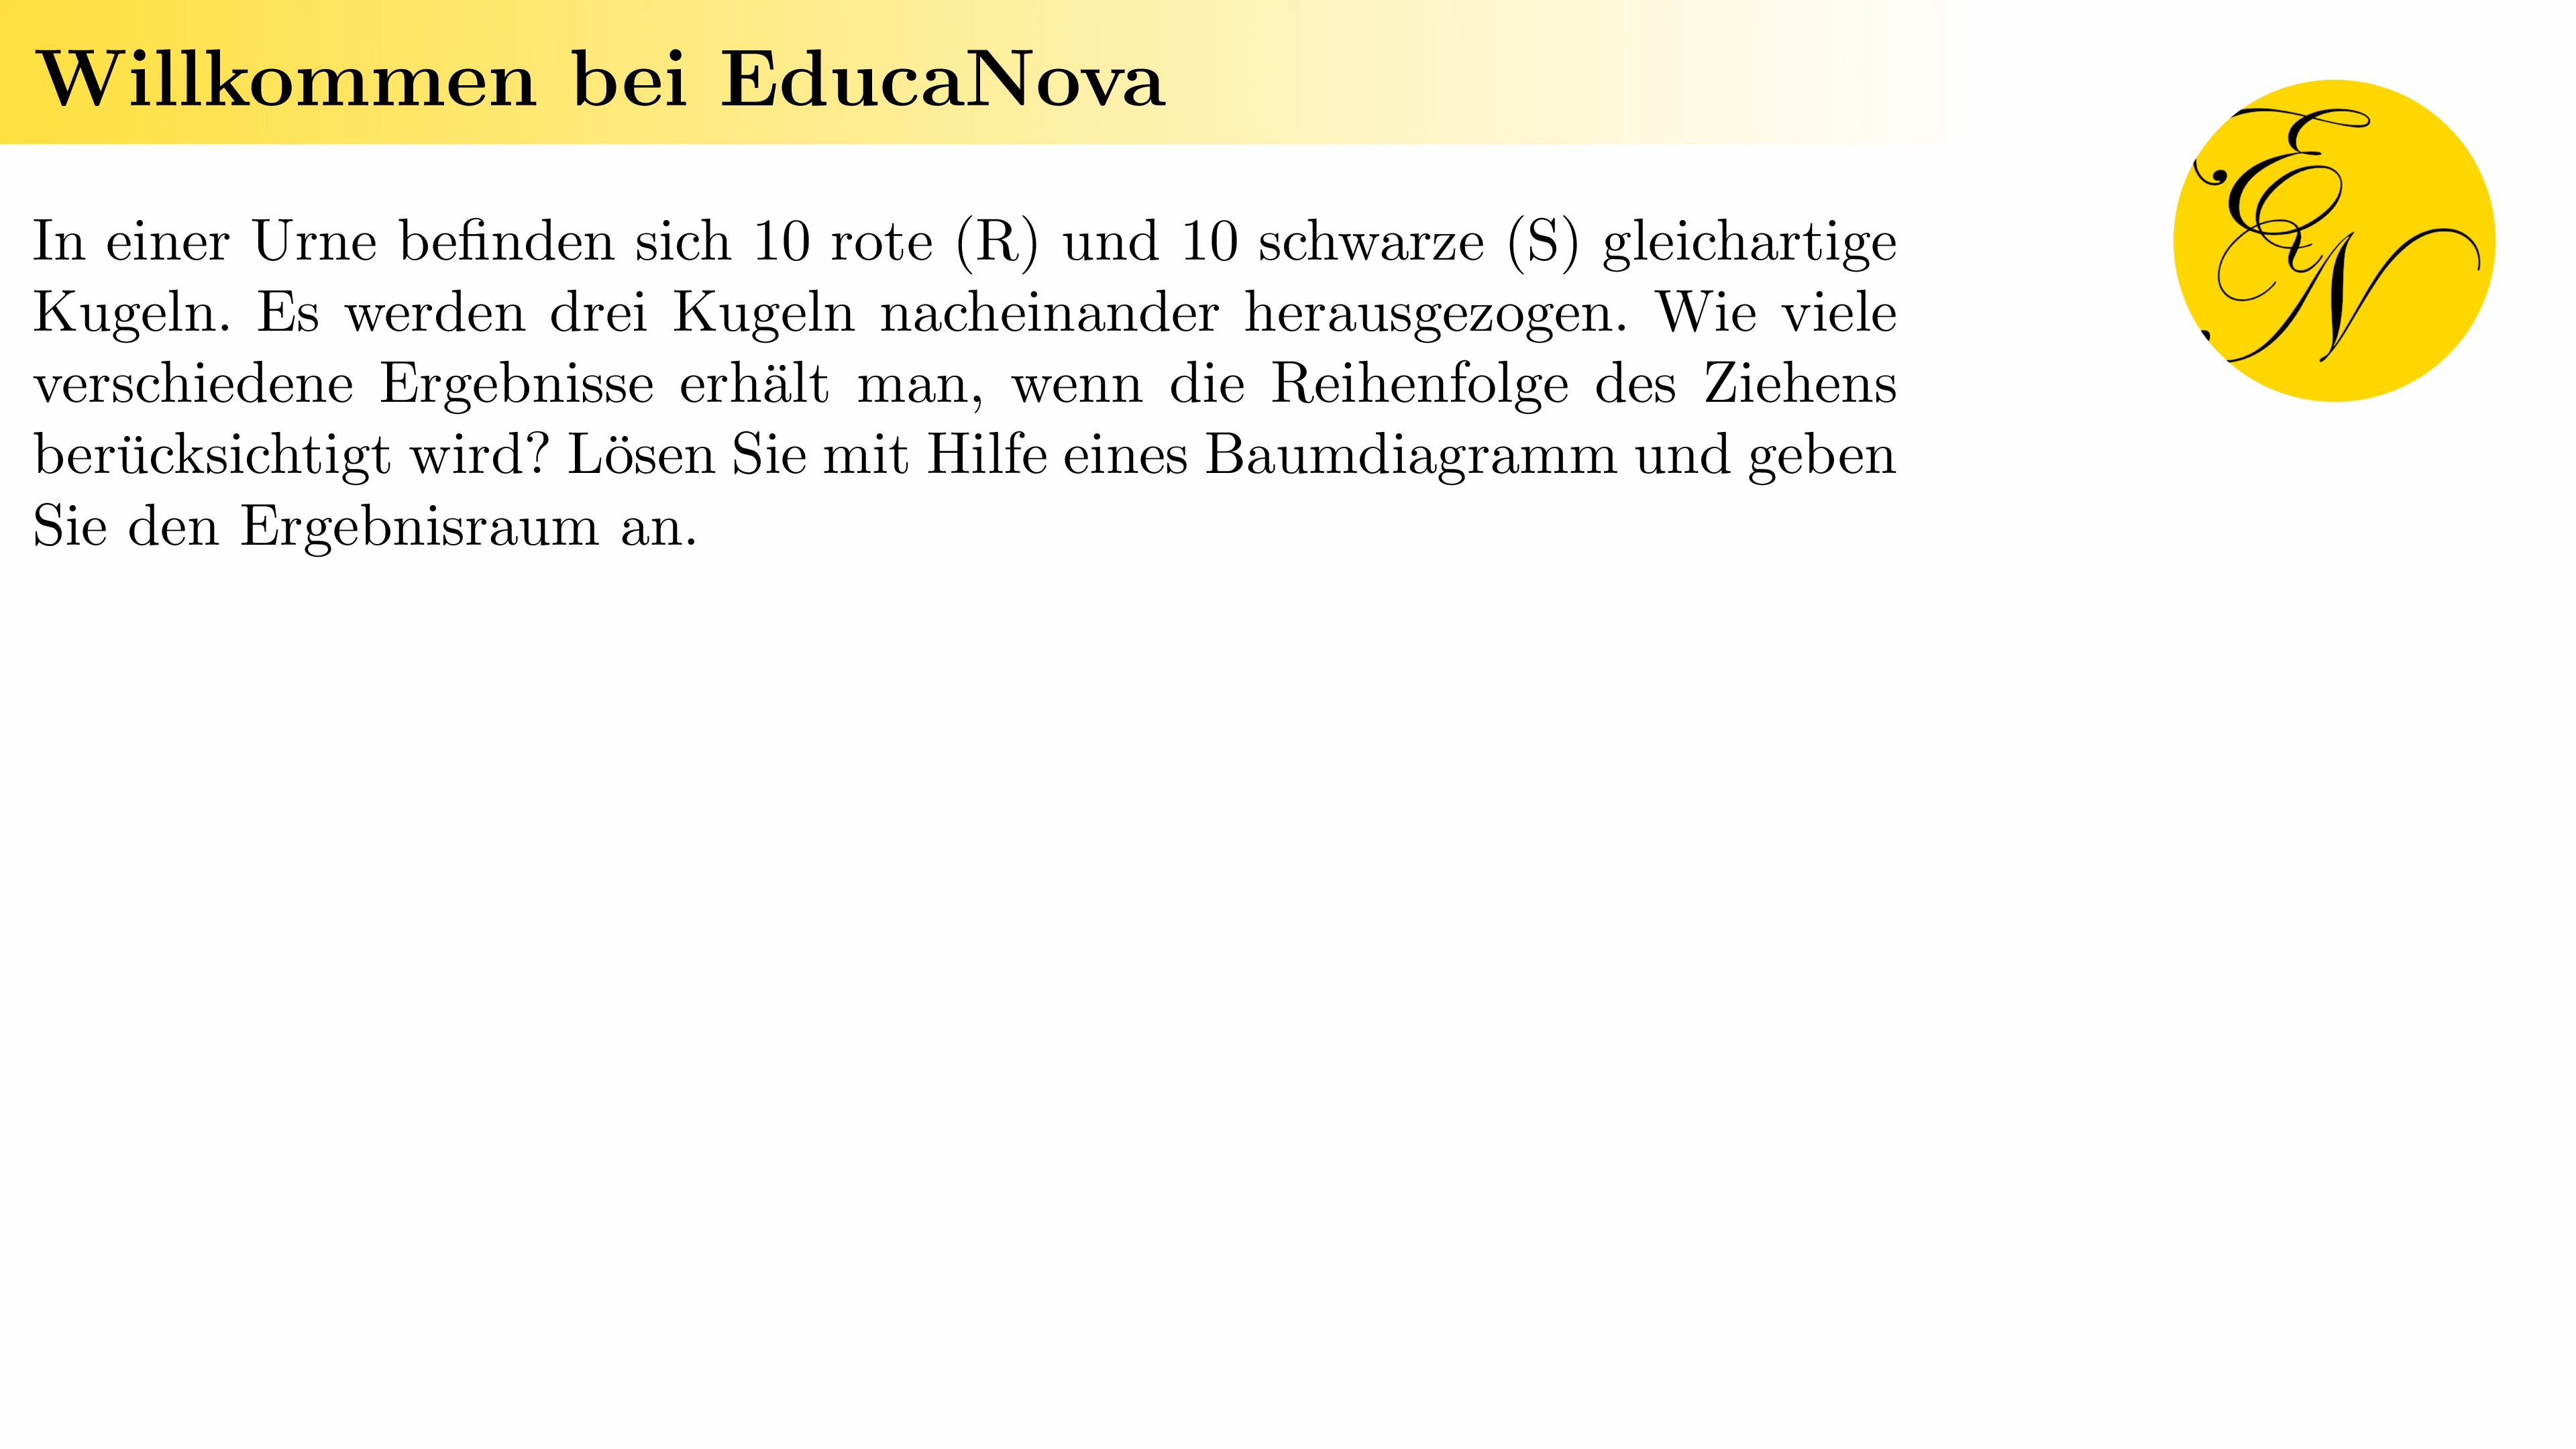 Willkommen bei EducaNova
In einer Urne befinden sich 10 rote (R) und 10 schwarze (S) gleichartige
Kugeln. Es werden drei Kugeln nacheinander herausgezogen. Wie viele
verschiedene Ergebnisse erhält man, wenn die Reihenfolge des Ziehens
berücksichtigt wird? Lösen Sie mit Hilfe eines Baumdiagramm und geben
Sie den Ergebnisraum an.
EN